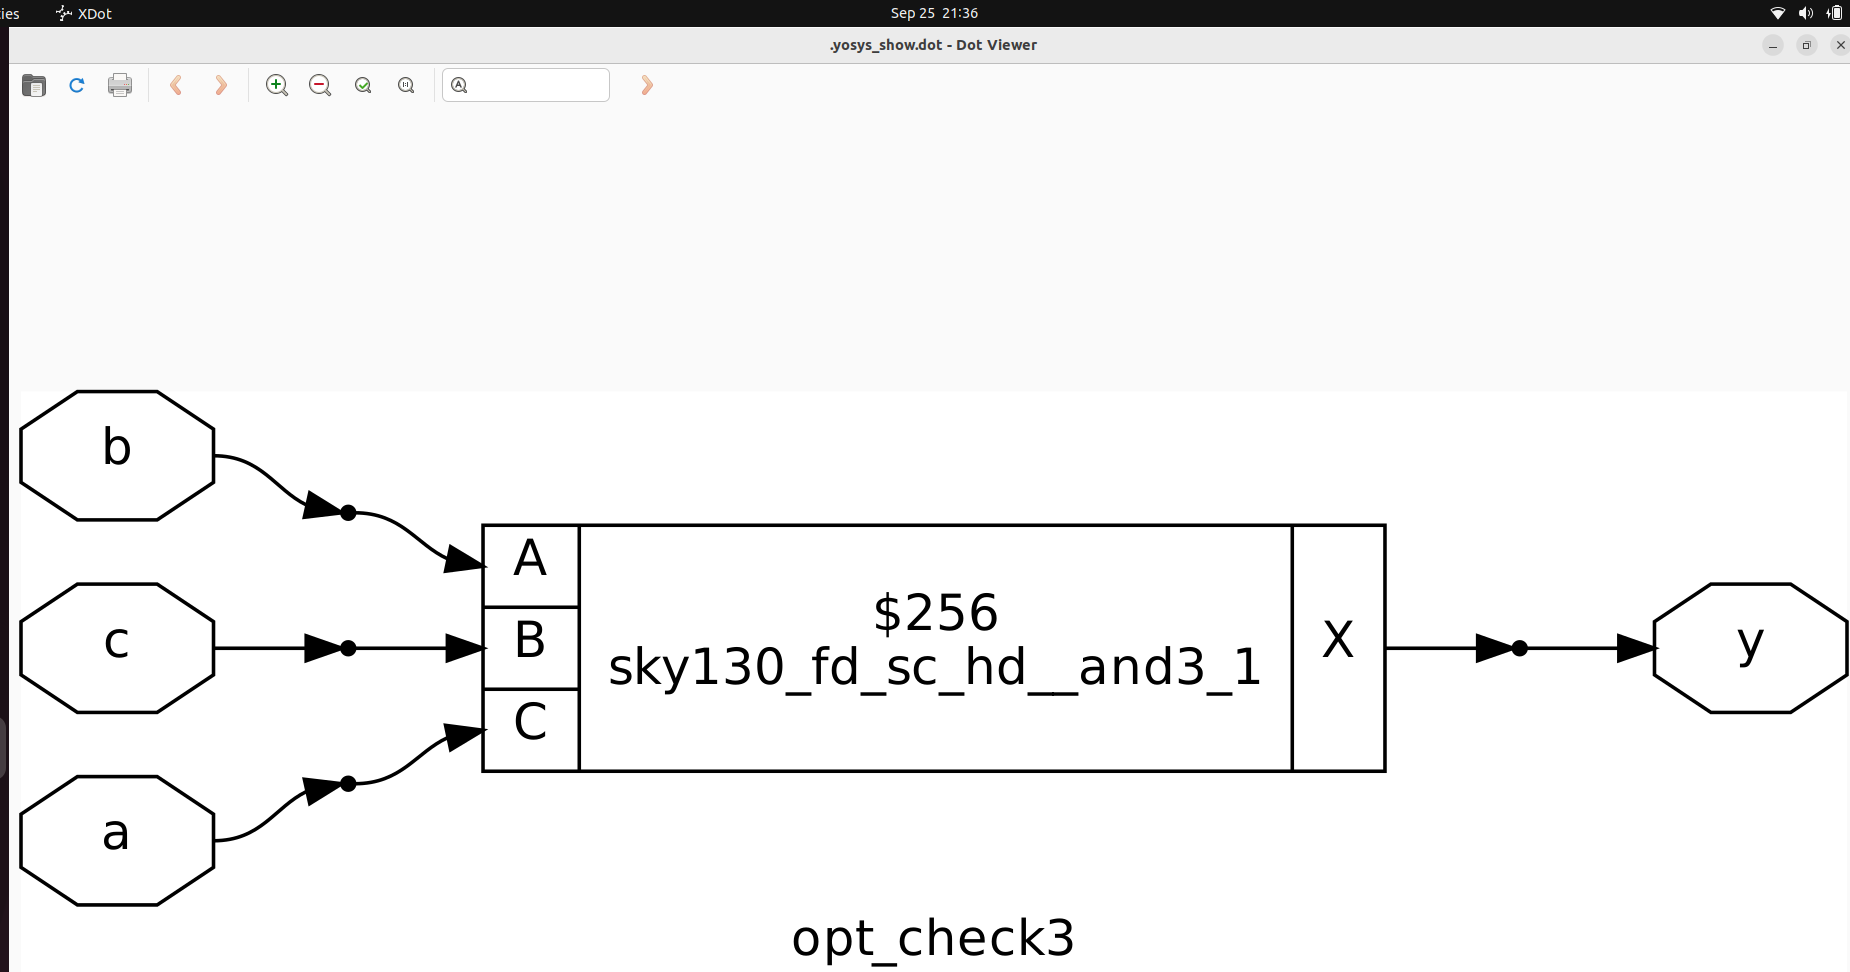 ies XDot Sep 25 21:36
.yosys_show.dot - Dot Viewer
b
c
a
A
B
C
$256
sky130_fd_sc_hd__and3_1
X
y
opt_check3